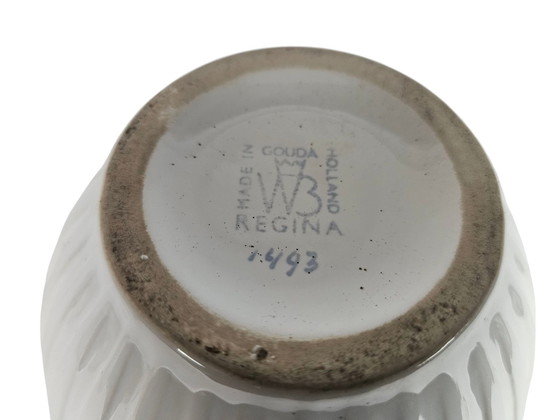 MADE IN
GOUDA
HOLLAND
WB
REGINA
1493